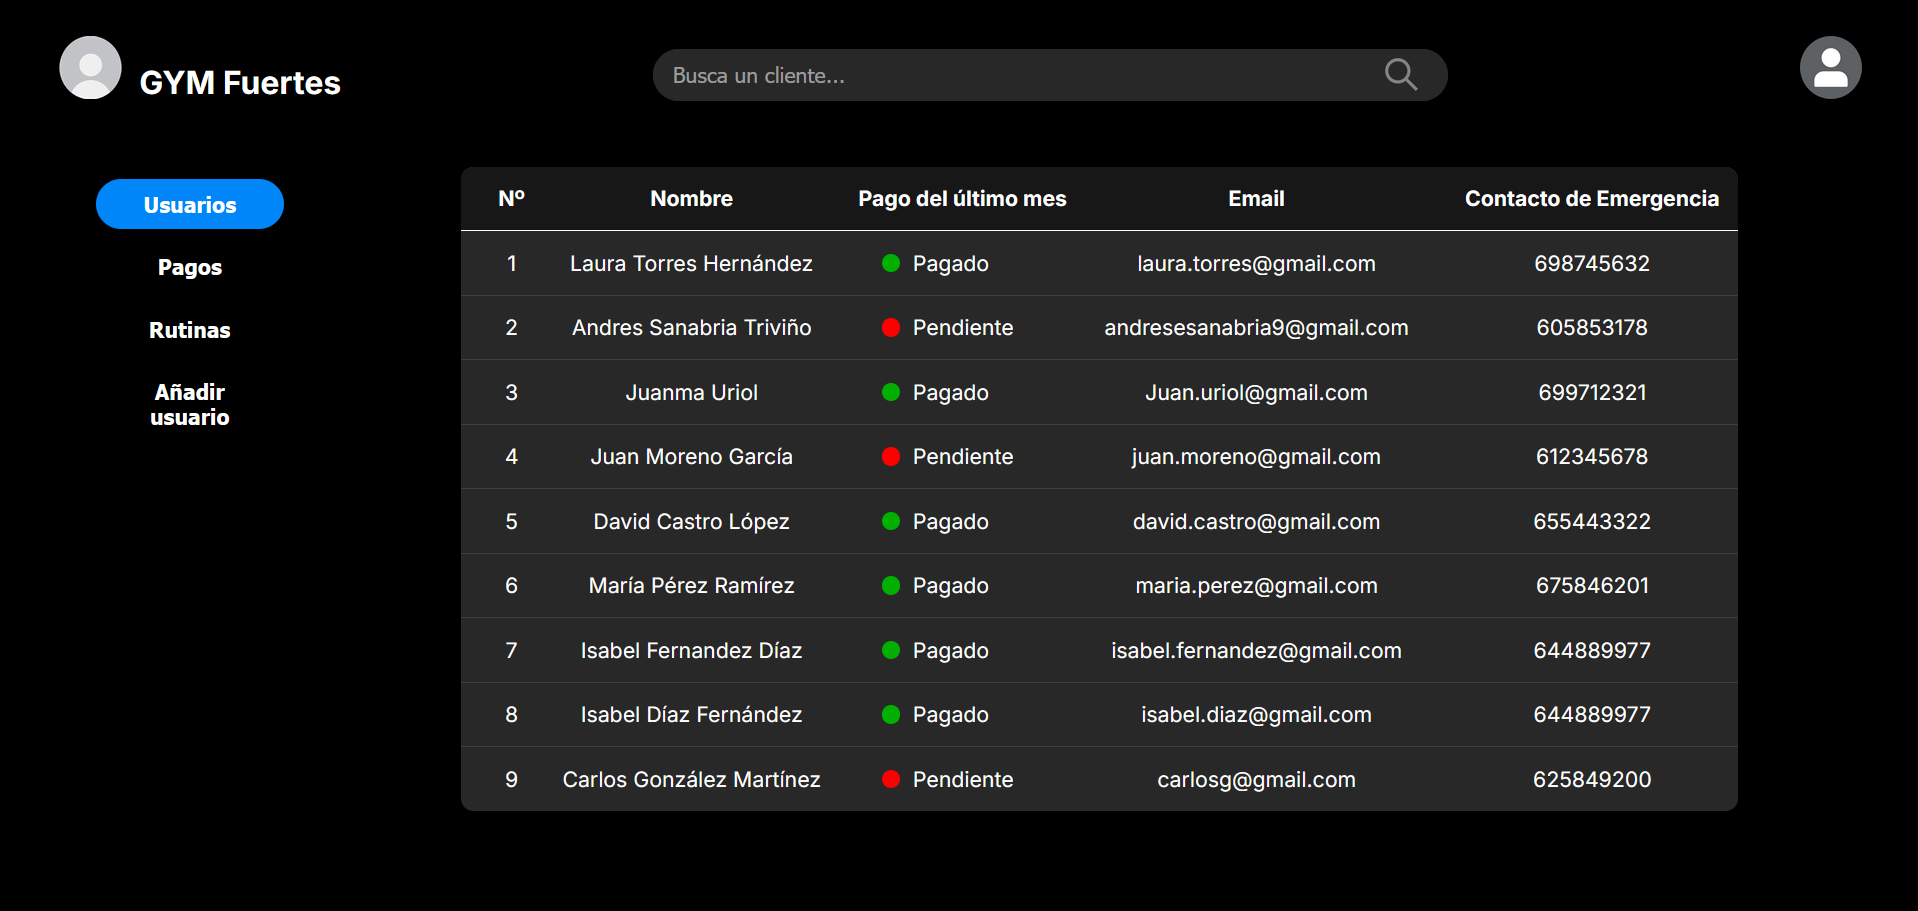 GYM Fuertes
Busca un cliente...
Usuarios
Pagos
Rutinas
Añadir
usuario
Nº Nombre Pago del último mes Email Contacto de Emergencia
1 Laura Torres Hernández Pagado laura.torres@gmail.com 698745632
2 Andres Sanabria Triviño Pendiente andresesanabria9@gmail.com 605853178
3 Juanma Uriol Pagado Juan.uriol@gmail.com 699712321
4 Juan Moreno García Pendiente juan.moreno@gmail.com 612345678
5 David Castro López Pagado david.castro@gmail.com 655443322
6 María Pérez Ramírez Pagado maria.perez@gmail.com 675846201
7 Isabel Fernandez Díaz Pagado isabel.fernandez@gmail.com 644889977
8 Isabel Díaz Fernández Pagado isabel.diaz@gmail.com 644889977
9 Carlos González Martínez Pendiente carlosg@gmail.com 625849200